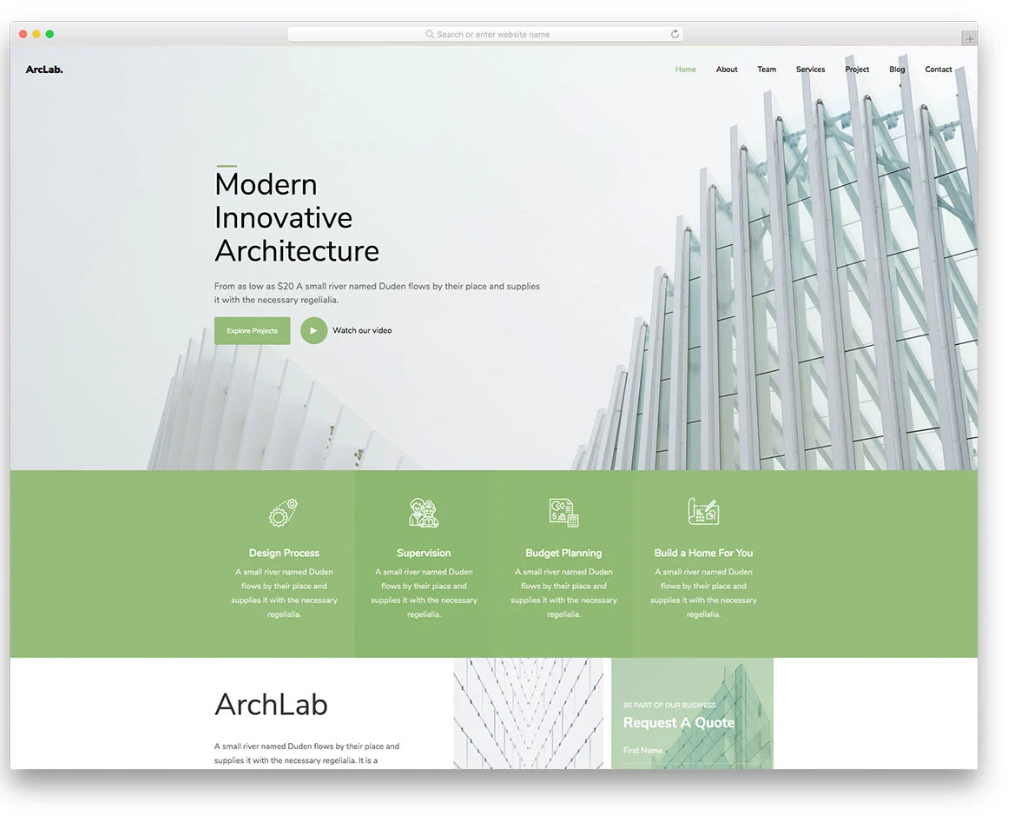 Search or enter website name
ArcLab.
Home About Team Services Project Blog Contact
Modern
Innovative
Architecture
From as low as $20 A small river named Duden flows by their place and supplies
it with the necessary regelialia.
Explore Projects
Watch our video
Design Process
A small river named Duden
flows by their place and
supplies it with the necessary
regelialia.
Supervision
A small river named Duden
flows by their place and
supplies it with the necessary
regelialia.
Budget Planning
A small river named Duden
flows by their place and
supplies it with the necessary
regelialia.
Build a Home For You
A small river named Duden
flows by their place and
supplies it with the necessary
regelialia.
ArchLab
A small river named Duden flows by their place and
supplies it with the necessary regelialia. It is a
BE PART OF OUR BUSINESS
Request A Quote
First Name